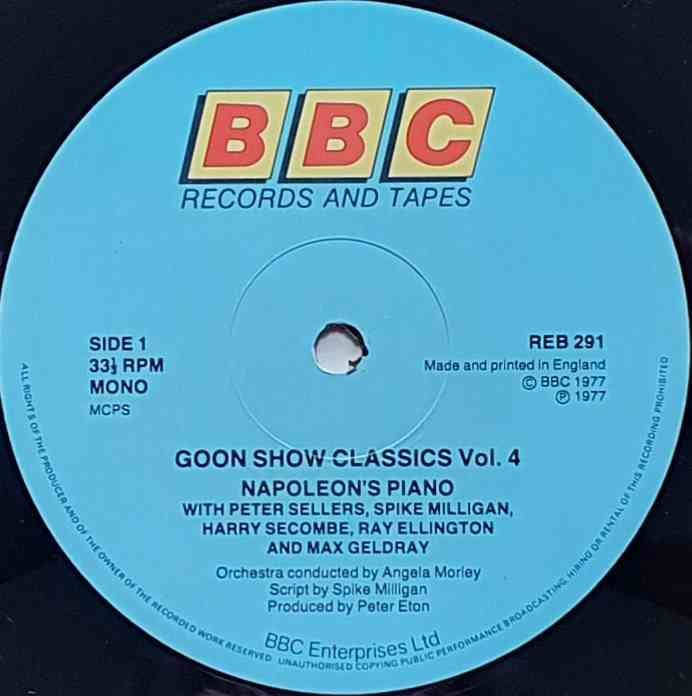 BBC
RECORDS AND TAPES
SIDE 1
33⅓ RPM
MONO
MCPS
REB 291
Made and printed in England
© BBC 1977
℗ 1977
GOON SHOW CLASSICS Vol. 4
NAPOLEON'S PIANO
WITH PETER SELLERS, SPIKE MILLIGAN,
HARRY SECOMBE, RAY ELLINGTON
AND MAX GELDRAY
Orchestra conducted by Angela Morley
Script by Spike Milligan
Produced by Peter Eton
BBC Enterprises Ltd
ALL RIGHTS OF THE PRODUCER AND OF THE OWNER OF THE RECORDED WORK RESERVED. UNAUTHORISED COPYING PUBLIC PERFORMANCE BROADCASTING, HIRING OR RENTAL OF THIS RECORDING PROHIBITED